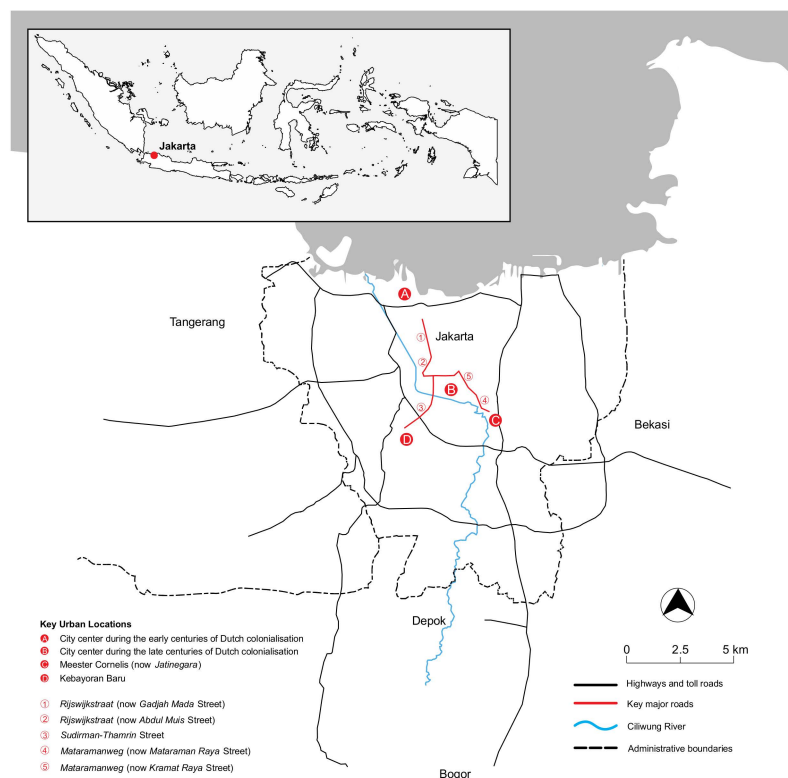 Jakarta
A
Tangerang
1
Jakarta
2
5
B
4
3
C
Bekasi
D
Key Urban Locations
A City center during the early centuries of Dutch colonialisation
B City center during the late centuries of Dutch colonialisation
C Meester Cornelis (now Jatinegara)
D Kebayoran Baru
1 Rijswijkstraat (now Gadjah Mada Street)
2 Rijswijkstraat (now Abdul Muis Street)
3 Sudirman-Thamrin Street
4 Mataramanweg (now Mataraman Raya Street)
5 Mataramanweg (now Kramat Raya Street)
Depok
Bogor
0 2.5 5 km
Highways and toll roads
Key major roads
Ciliwung River
Administrative boundaries